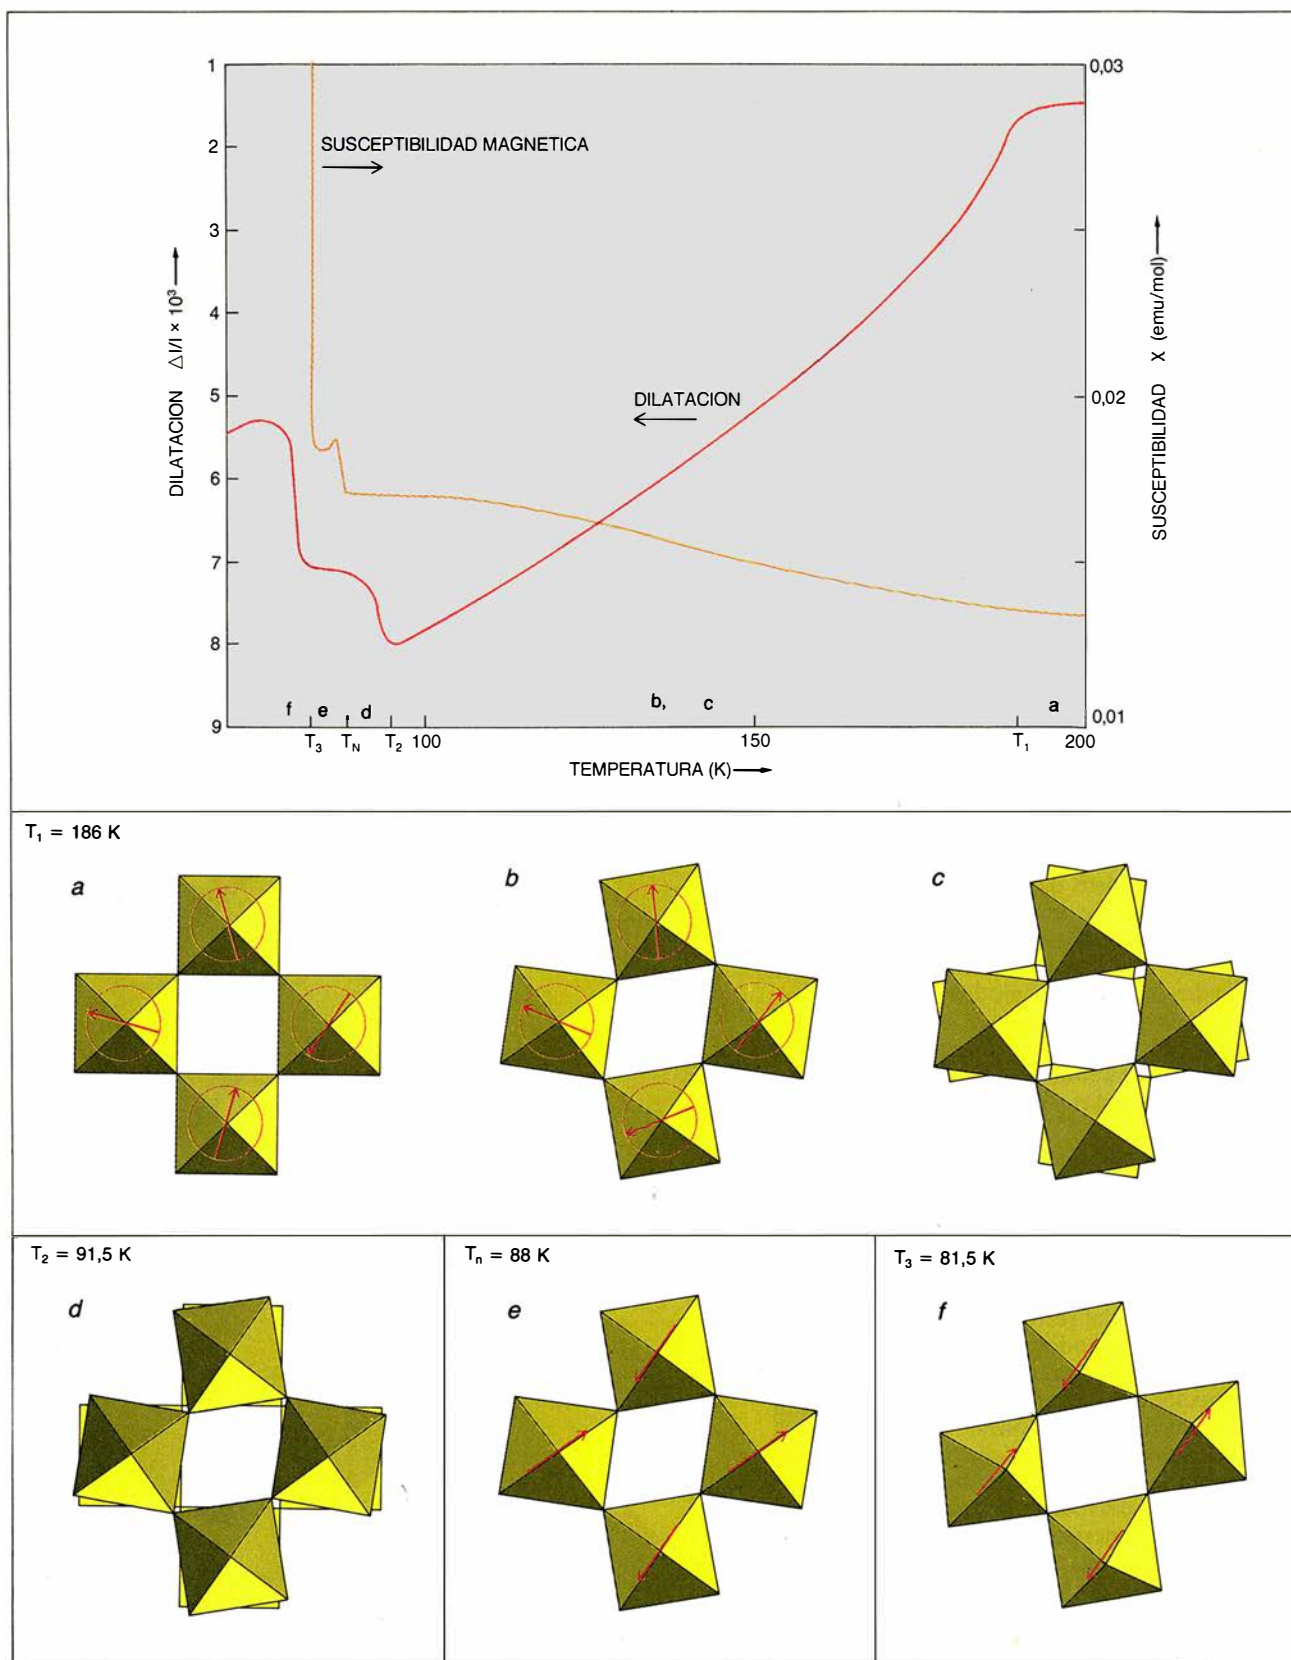 1
2
3
4
5
6
7
8
9
DILATACION △l/l × 10³
0,03
0,02
0,01
SUSCEPTIBILIDAD X (emu/mol)
SUSCEPTIBILIDAD MAGNETICA
DILATACION
f e d b, c a
T₃ T_N T₂ 100 150 T₁ 200
TEMPERATURA (K)
T₁ = 186 K
a b c
T₂ = 91,5 K
d
Tₙ = 88 K
e
T₃ = 81,5 K
f